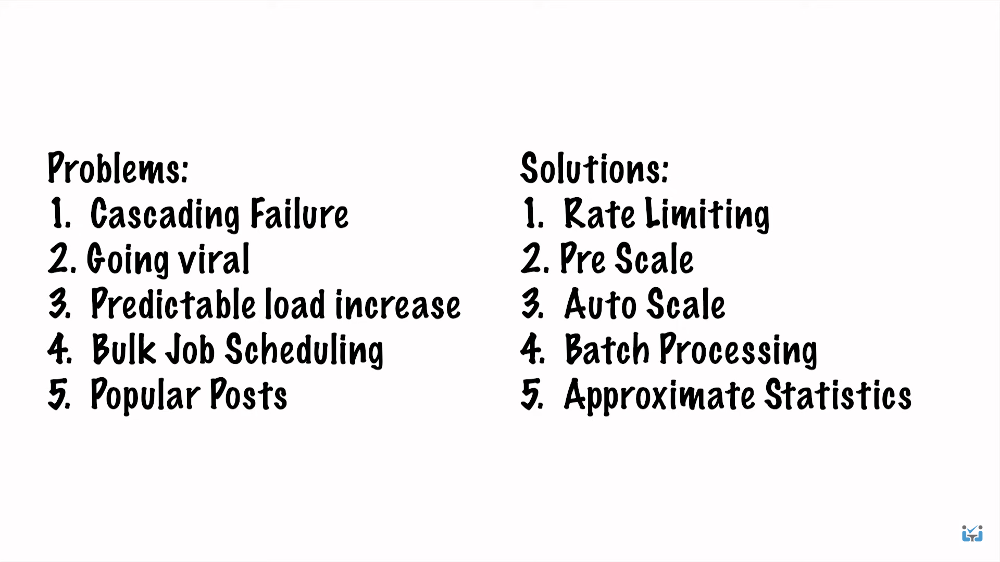 Problems:
1. Cascading Failure
2. Going viral
3. Predictable load increase
4. Bulk Job Scheduling
5. Popular Posts
Solutions:
1. Rate Limiting
2. Pre Scale
3. Auto Scale
4. Batch Processing
5. Approximate Statistics